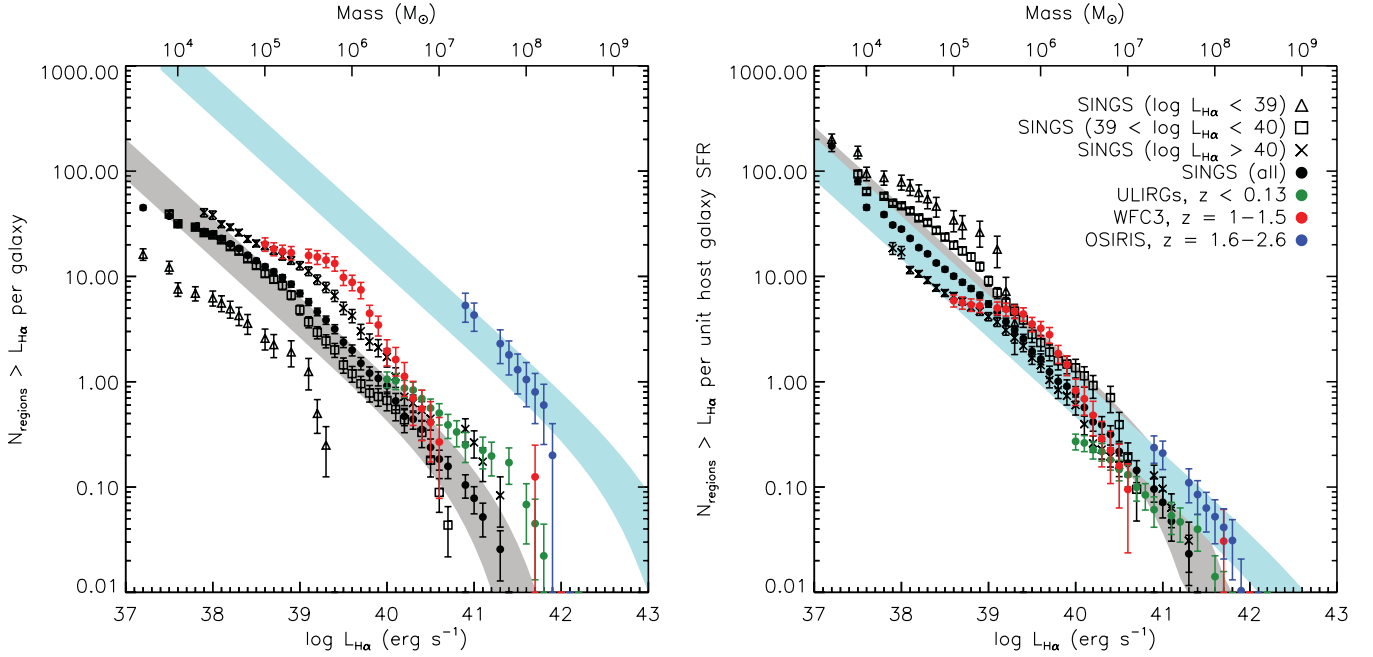 Mass (M☉)
10⁴ 10⁵ 10⁶ 10⁷ 10⁸ 10⁹
1000.00
100.00
10.00
1.00
0.10
0.01
N_regions > L_Hα per galaxy
37 38 39 40 41 42 43
log L_Hα (erg s⁻¹)
Mass (M☉)
10⁴ 10⁵ 10⁶ 10⁷ 10⁸ 10⁹
1000.00
100.00
10.00
1.00
0.10
0.01
N_regions > L_Hα per unit host galaxy SFR
SINGS (log L_Hα < 39)
SINGS (39 < log L_Hα < 40)
SINGS (log L_Hα > 40)
SINGS (all)
ULIRGs, z < 0.13
WFC3, z = 1−1.5
OSIRIS, z = 1.6−2.6
37 38 39 40 41 42 43
log L_Hα (erg s⁻¹)